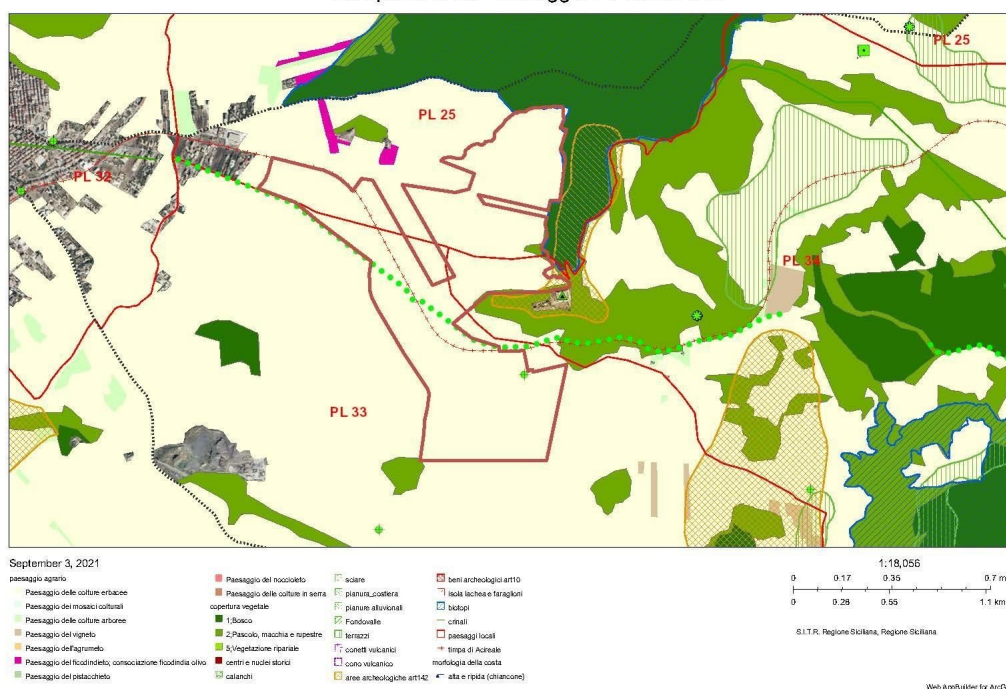 PL 25
PL 25
PL 32
PL 34
PL 33
September 3, 2021
paesaggio agrario
Paesaggio delle colture erbacee
Paesaggio dei mosaici colturali
Paesaggio delle colture arboree
Paesaggio del vigneto
Paesaggio dell'agrumeto
Paesaggio del ficodindieto; consociazione ficodindia olivo
Paesaggio del pistacchieto
Paesaggio del noccioleto
Paesaggio delle colture in serra
copertura vegetale
1;Bosco
2;Pascolo, macchia e rupestre
5;Vegetazione ripariale
centri e nuclei storici
calanchi
sciare
pianura_costiera
pianure alluvionali
Fondovalle
terrazzi
conetti vulcanici
cono vulcanico
aree archeologiche art142
beni archeologici art10
isola lachea e faraglioni
biotopi
crinali
paesaggi locali
timpa di Acireale
morfologia della costa
alta e ripida (chiancone)
1:18,056
0 0.17 0.35 0.7 m
0 0.28 0.55 1.1 km
S.I.T.R. Regione Siciliana, Regione Siciliana
Web AppBuilder for ArcG